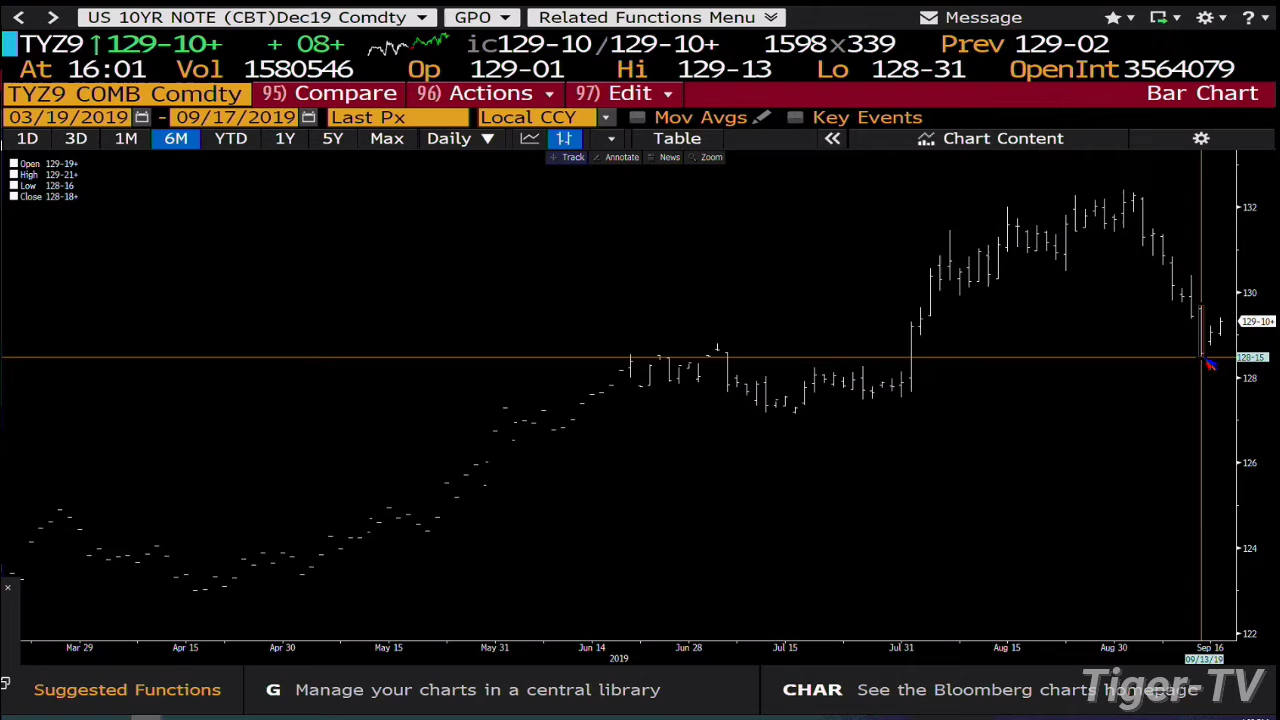 US 10YR NOTE (CBT)Dec19 Comdty GPO Related Functions Menu Message ?
TYZ9 ↑129-10+ + 08+ ic129-10/129-10+ 1598x339 Prev 129-02
At 16:01 Vol 1580546 Op 129-01 Hi 129-13 Lo 128-31 OpenInt 3564079
TYZ9 COMB Comdty 95) Compare 96) Actions 97) Edit Bar Chart
03/19/2019 - 09/17/2019 Last Px Local CCY Mov Avgs Key Events
1D 3D 1M 6M YTD 1Y 5Y Max Daily Table Chart Content
Track Annotate News Zoom
Open 129-19+
High 129-21+
Low 128-16
Close 128-18+
132
130
129-10+
128-15
128
126
124
122
Mar 29 Apr 15 Apr 30 May 15 May 31 Jun 14 Jun 28 Jul 15 Jul 31 Aug 15 Aug 30 Sep 16
2019 09/13/19
Suggested Functions G Manage your charts in a central library CHAR See the Bloomberg charts homepage
Tiger-TV